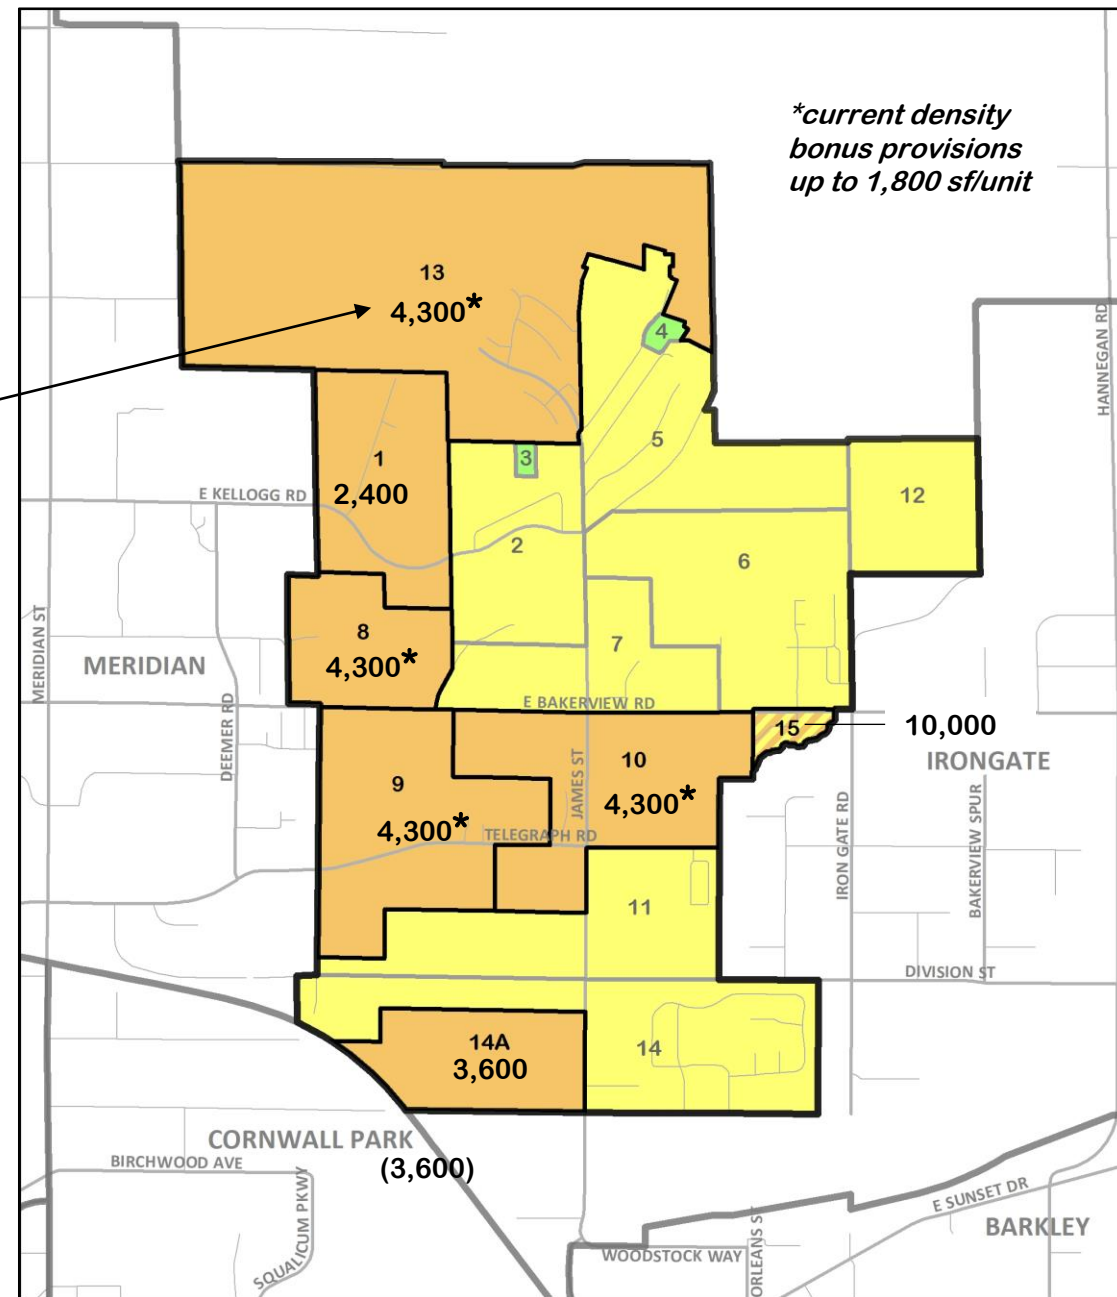 *current density
bonus provisions
up to 1,800 sf/unit
13
4,300*
4
HANNEGAN RD
5
3
1
2,400
E KELLOGG RD
12
2
6
MERIDIAN ST
8
4,300*
7
MERIDIAN
DEEMER RD
E BAKERVIEW RD
15
10,000
IRONGATE
9
4,300*
10
4,300*
JAMES ST
TELEGRAPH RD
IRON GATE RD
BAKERVIEW SPUR
11
DIVISION ST
14A
3,600
14
CORNWALL PARK
(3,600)
BIRCHWOOD AVE
SQUALICUM PKWY
E SUNSET DR
BARKLEY
WOODSTOCK WAY
ORLEANS ST